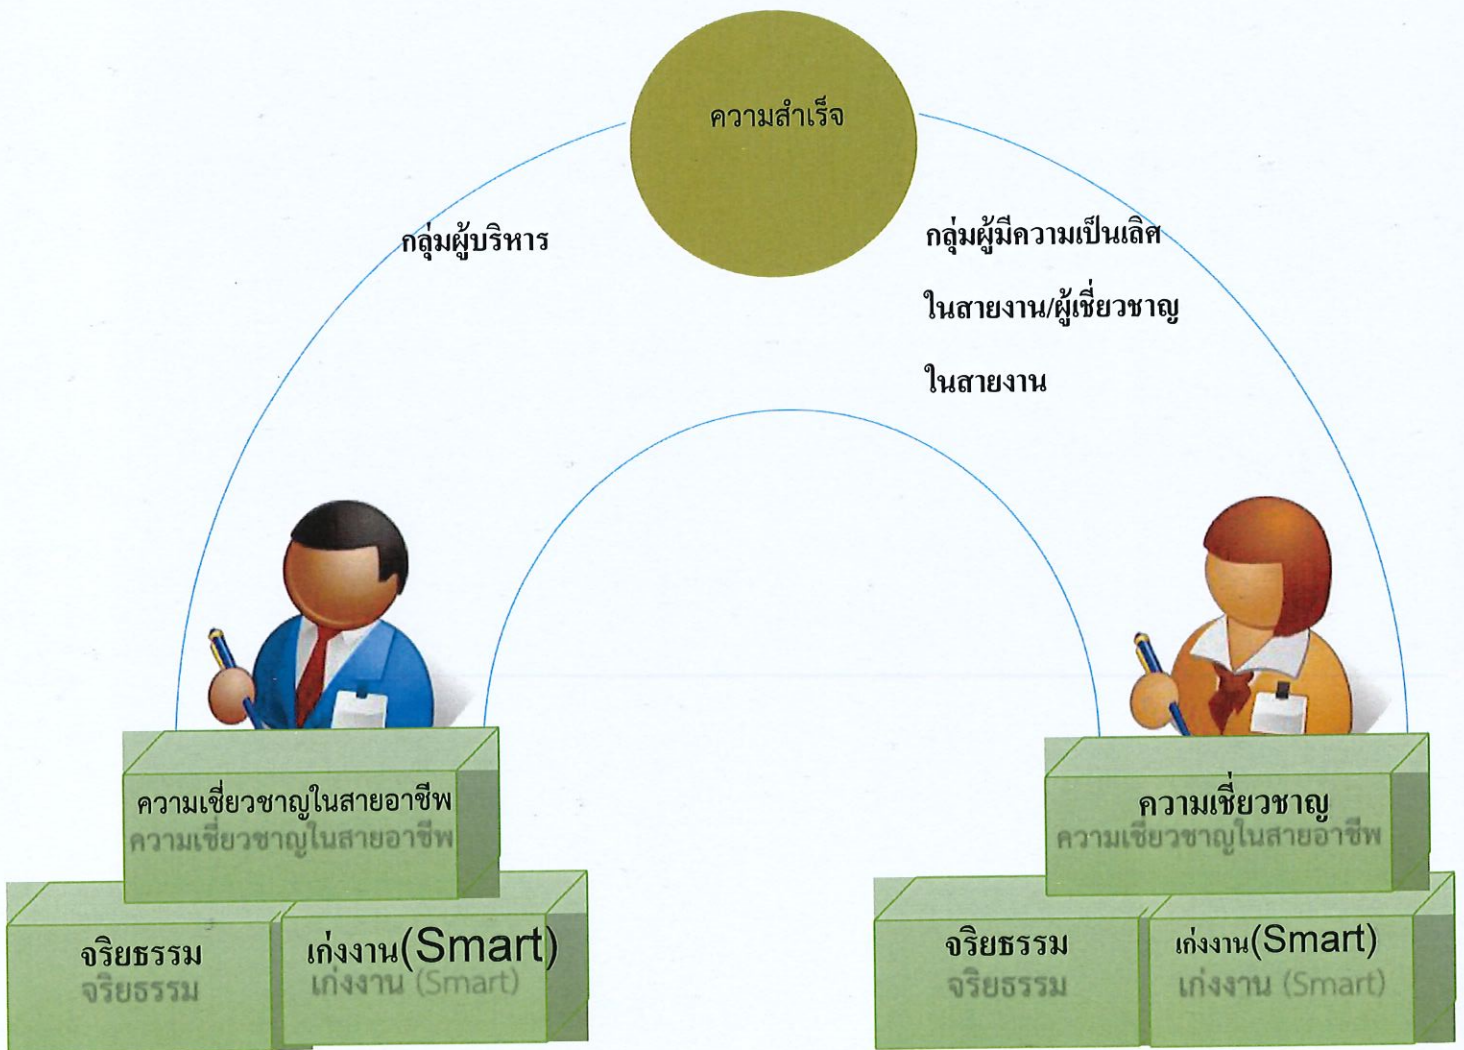 ความสำเร็จ
กลุ่มผู้บริหาร
กลุ่มผู้มีความเป็นเลิศ
ในสายงาน/ผู้เชี่ยวชาญ
ในสายงาน
ความเชี่ยวชาญในสายอาชีพ
ความเชี่ยวชาญในสายอาชีพ
จริยธรรม
จริยธรรม
เก่งงาน(Smart)
เก่งงาน (Smart)
ความเชี่ยวชาญ
ความเชี่ยวชาญในสายอาชีพ
จริยธรรม
จริยธรรม
เก่งงาน(Smart)
เก่งงาน (Smart)